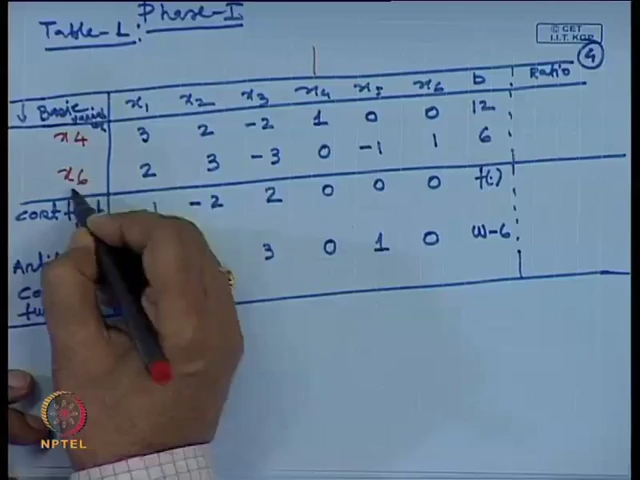 Table-1: Phase-I
© CET
I.I.T. KGP
4
↓ Basic variables x1 x2 x3 x4 x5 x6 b Ratio
x4 3 2 -2 1 0 0 12
x6 2 3 -3 0 -1 1 6
cost -2 2 0 0 0 f(·)
3 0 1 0 w-6
NPTEL